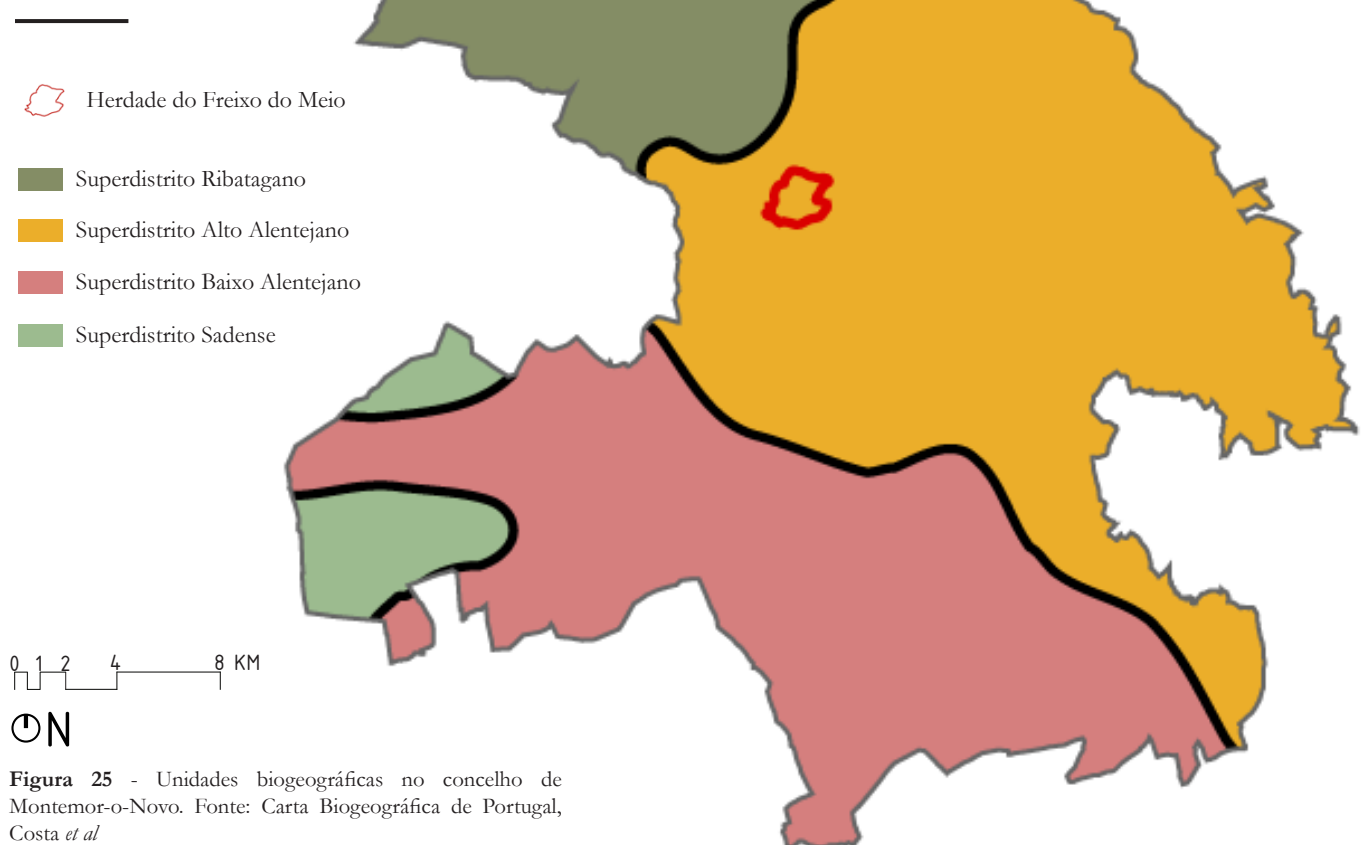 Herdade do Freixo do Meio
Superdistrito Ribatagano
Superdistrito Alto Alentejano
Superdistrito Baixo Alentejano
Superdistrito Sadense
0 1 2 4 8 KM
N
Figura 25 - Unidades biogeográficas no concelho de
Montemor-o-Novo. Fonte: Carta Biogeográfica de Portugal,
Costa et al